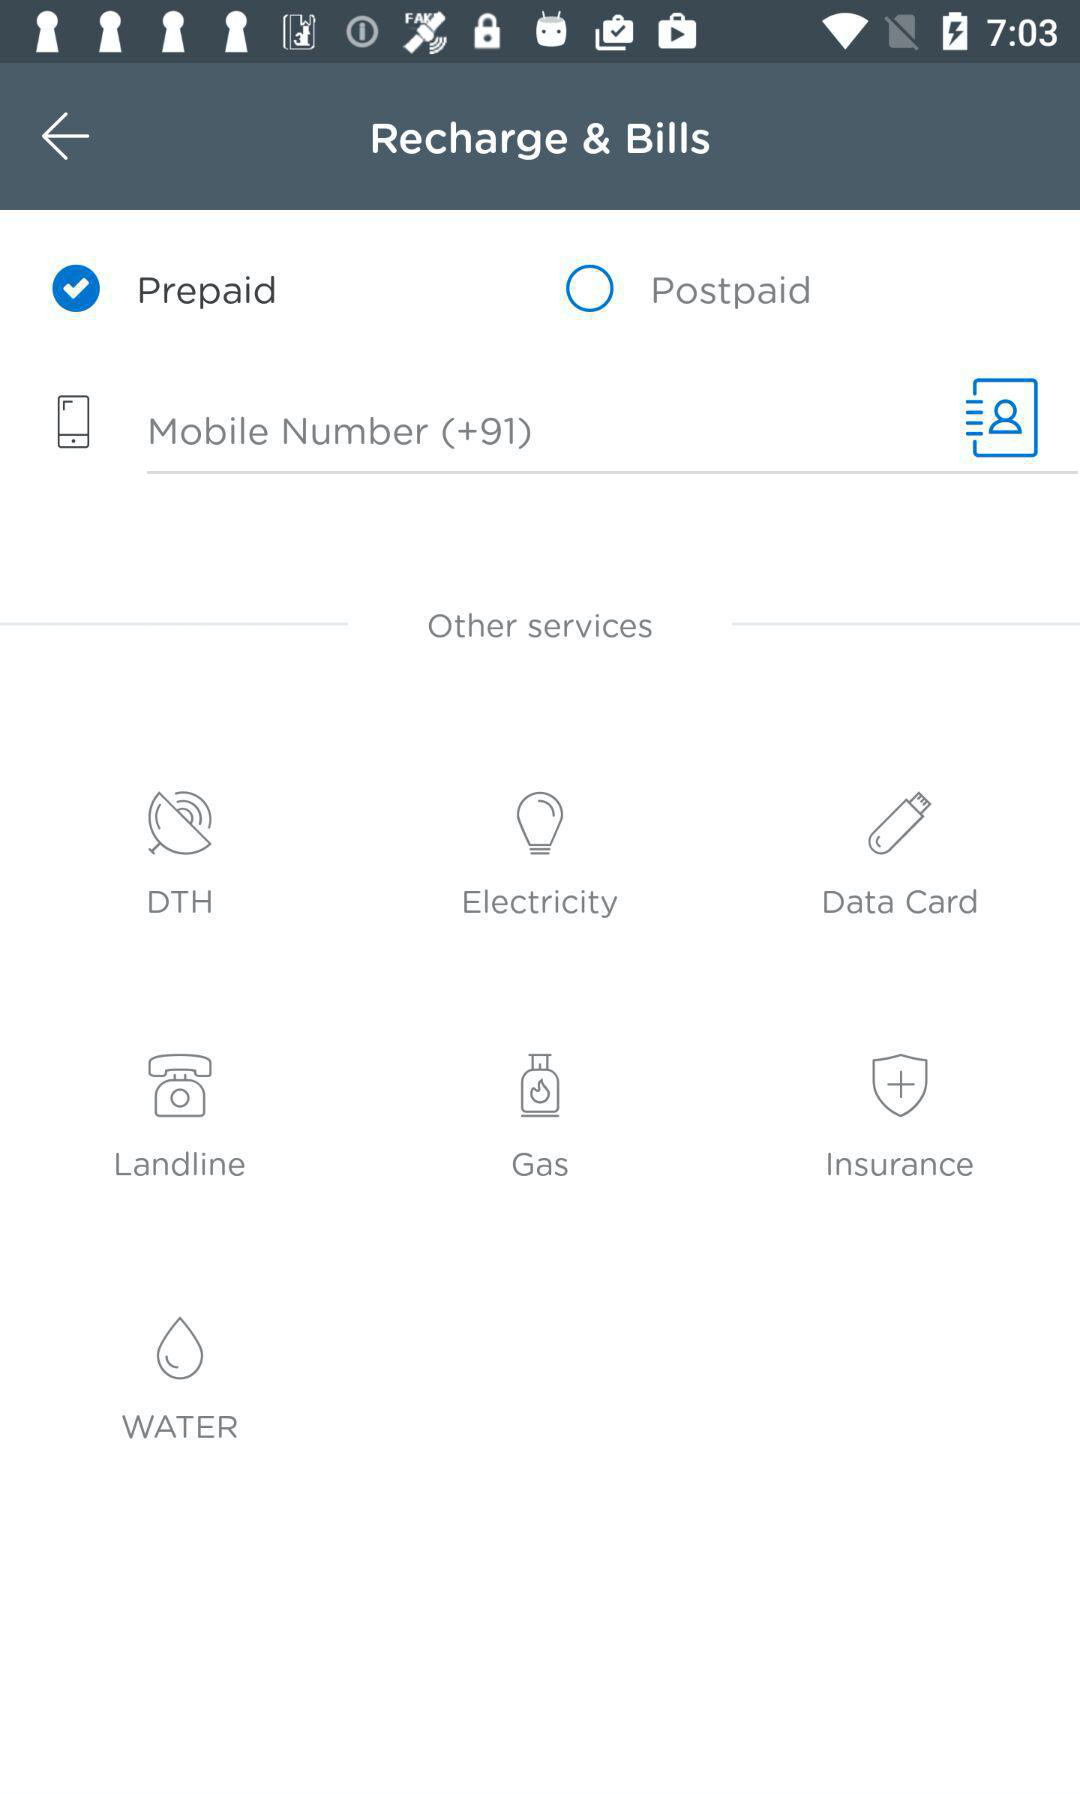 FAKE
7:03
Recharge & Bills
Prepaid
Postpaid
Mobile Number (+91)
Other services
DTH
Electricity
Data Card
Landline
Gas
Insurance
WATER